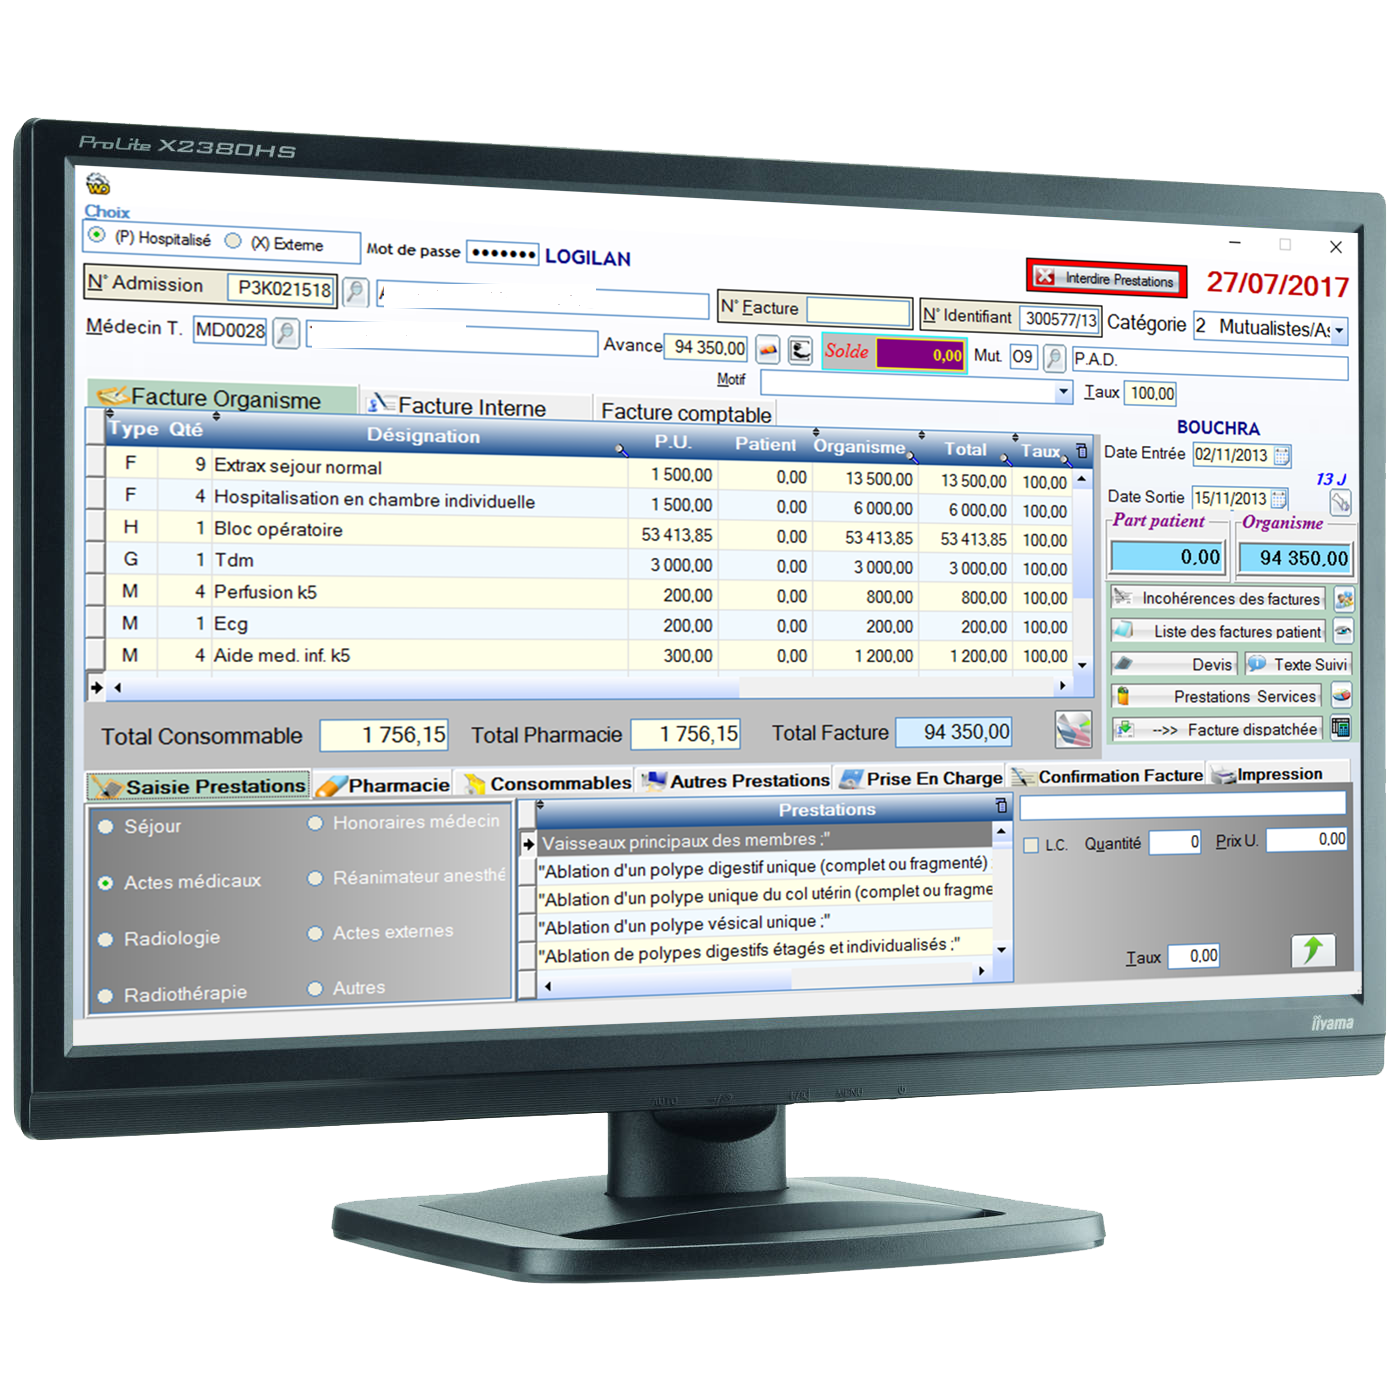 ProLite X2380HS
WD
Choix
(P) Hospitalisé (X) Externe Mot de passe ●●●●●●● LOGILAN
Interdire Prestations 27/07/2017
N° Admission P3K021518 N° Facture N° Identifiant 300577/13 Catégorie 2 Mutualistes/As
Médecin T. MD0028 Avance 94 350,00 Solde 0,00 Mut. O9 P.A.D.
Motif Taux 100,00
Facture Organisme Facture Interne Facture comptable
BOUCHRA
Type Qté Désignation P.U. Patient Organisme Total Taux
F 9 Extrax sejour normal 1 500,00 0,00 13 500,00 13 500,00 100,00
F 4 Hospitalisation en chambre individuelle 1 500,00 0,00 6 000,00 6 000,00 100,00
H 1 Bloc opératoire 53 413,85 0,00 53 413,85 53 413,85 100,00
G 1 Tdm 3 000,00 0,00 3 000,00 3 000,00 100,00
M 4 Perfusion k5 200,00 0,00 800,00 800,00 100,00
M 1 Ecg 200,00 0,00 200,00 200,00 100,00
M 4 Aide med. inf. k5 300,00 0,00 1 200,00 1 200,00 100,00
Date Entrée 02/11/2013
13 J
Date Sortie 15/11/2013
Part patient Organisme
0,00 94 350,00
Incohérences des factures
Liste des factures patient
Devis Texte Suivi
Prestations Services
-->> Facture dispatchée
Total Consommable 1 756,15 Total Pharmacie 1 756,15 Total Facture 94 350,00
Saisie Prestations Pharmacie Consommables Autres Prestations Prise En Charge Confirmation Facture Impression
Séjour Honoraires médecin
Actes médicaux Réanimateur anesthé
Radiologie Actes externes
Radiothérapie Autres
Prestations
Vaisseaux principaux des membres ;"
"Ablation d'un polype digestif unique (complet ou fragmenté)
"Ablation d'un polype unique du col utérin (complet ou fragme
"Ablation d'un polype vésical unique ;"
"Ablation de polypes digestifs étagés et individualisés ;"
L.C. Quantité 0 Prix U. 0,00
Taux 0,00
iiyama
AUTO MENU